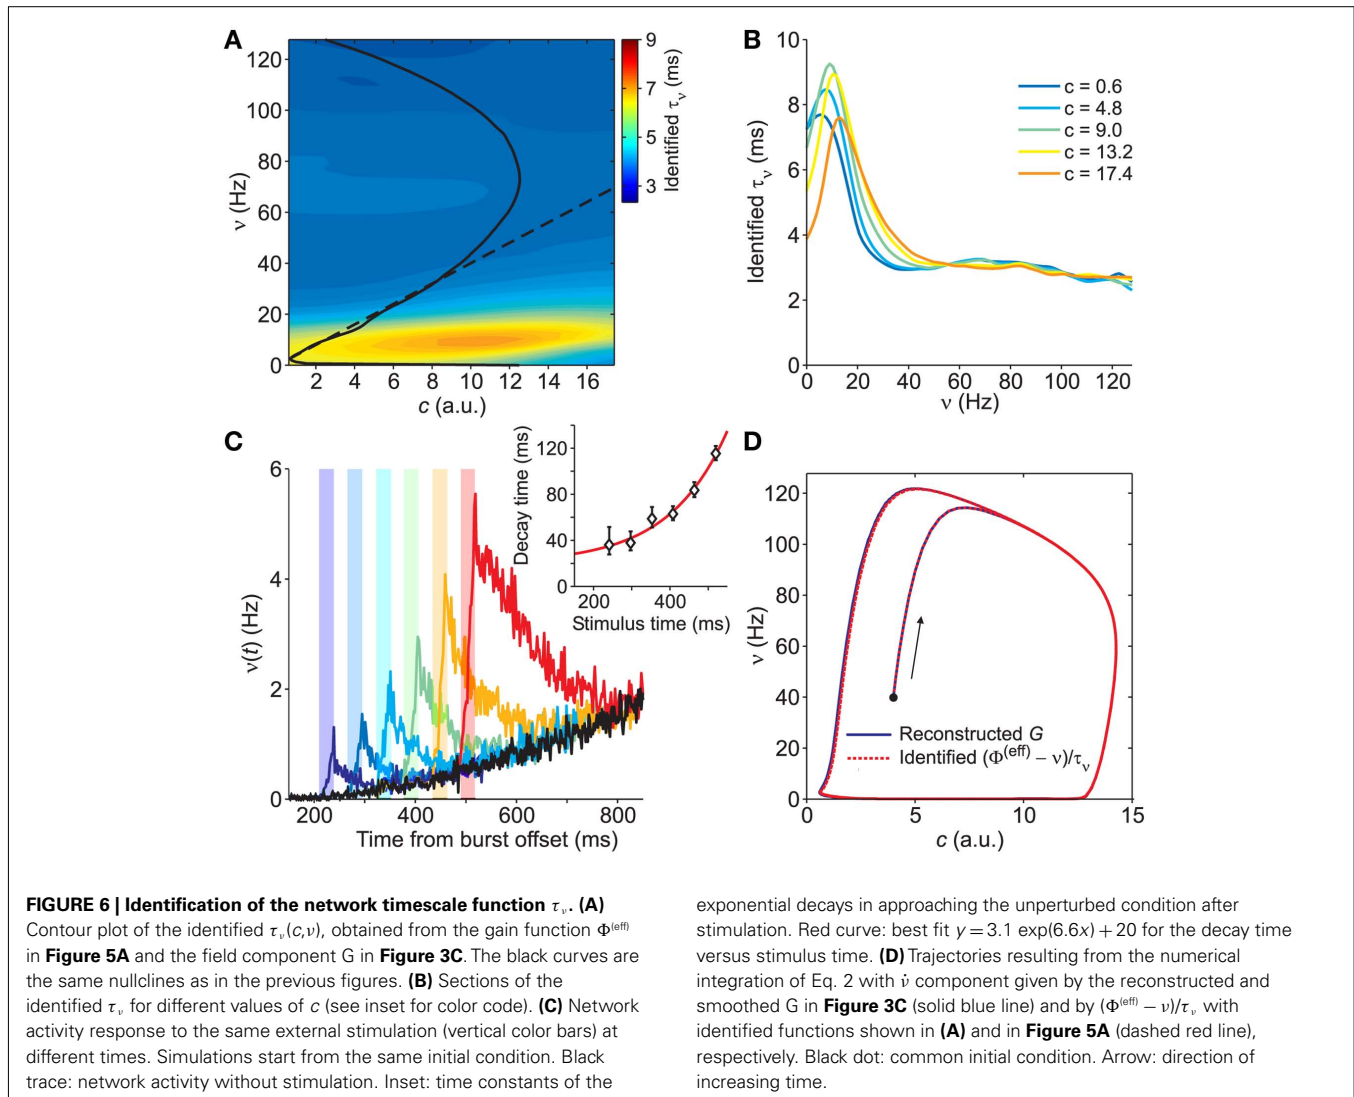 A
120
100
80
60
40
20
0
ν (Hz)
2 4 6 8 10 12 14 16
c (a.u.)
9
7
5
3
Identified τν (ms)
B
10
8
6
4
2
0
Identified τν (ms)
0 20 40 60 80 100 120
ν (Hz)
c = 0.6
c = 4.8
c = 9.0
c = 13.2
c = 17.4
C
6
4
2
0
ν(t) (Hz)
200 400 600 800
Time from burst offset (ms)
120
80
40
0
Decay time (ms)
200 400
Stimulus time (ms)
D
120
100
80
60
40
20
0
ν (Hz)
0 5 10 15
c (a.u.)
Reconstructed G
Identified (Φ(eff) – ν)/τν
FIGURE 6 | Identification of the network timescale function τν. (A)
Contour plot of the identified τν(c,ν), obtained from the gain function Φ(eff)
in Figure 5A and the field component G in Figure 3C. The black curves are
the same nullclines as in the previous figures. (B) Sections of the
identified τν for different values of c (see inset for color code). (C) Network
activity response to the same external stimulation (vertical color bars) at
different times. Simulations start from the same initial condition. Black
trace: network activity without stimulation. Inset: time constants of the
exponential decays in approaching the unperturbed condition after
stimulation. Red curve: best fit y = 3.1 exp(6.6x) + 20 for the decay time
versus stimulus time. (D) Trajectories resulting from the numerical
integration of Eq. 2 with ν̇ component given by the reconstructed and
smoothed G in Figure 3C (solid blue line) and by (Φ(eff) – ν)/τν with
identified functions shown in (A) and in Figure 5A (dashed red line),
respectively. Black dot: common initial condition. Arrow: direction of
increasing time.